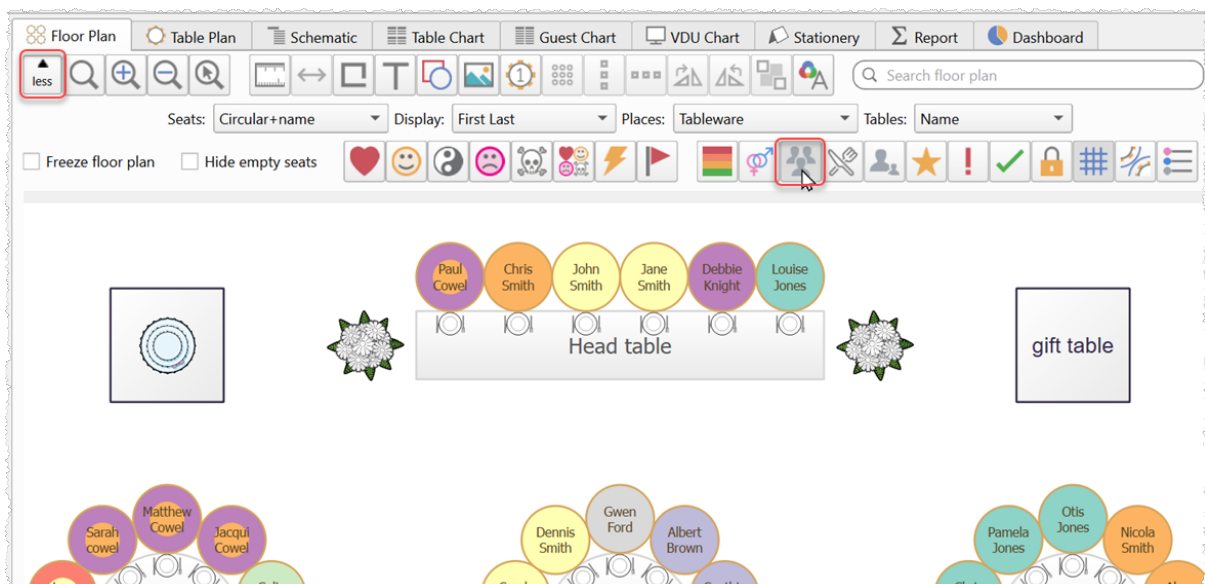 Floor Plan
Table Plan
Schematic
Table Chart
Guest Chart
VDU Chart
Stationery
Report
Dashboard
less
1
Search floor plan
Seats:
Circular+name
Display:
First Last
Places:
Tableware
Tables:
Name
Freeze floor plan
Hide empty seats
Paul
Cowel
Chris
Smith
John
Smith
Jane
Smith
Debbie
Knight
Louise
Jones
Head table
gift table
Matthew
Cowel
Sarah
cowel
Jacqui
Cowel
Gwen
Ford
Dennis
Smith
Albert
Brown
Otis
Jones
Pamela
Jones
Nicola
Smith